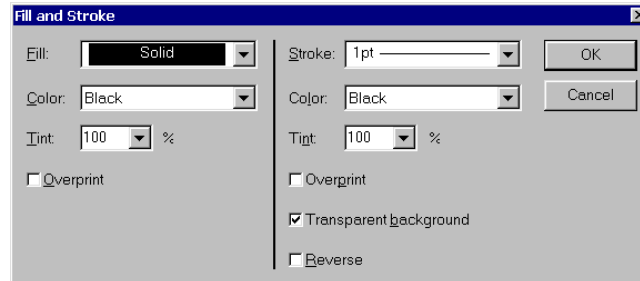 Fill and Stroke
Fill: Solid
Color: Black
Tint: 100 %
Overprint
Stroke: 1pt
Color: Black
Tint: 100 %
Overprint
Transparent background
Reverse
OK
Cancel